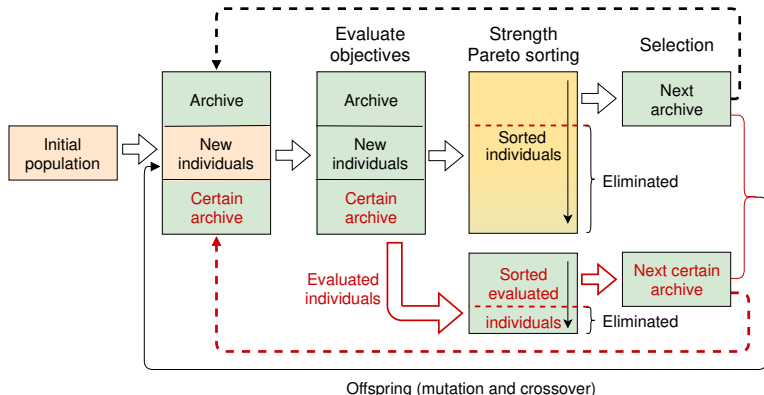 Evaluate
objectives
Strength
Pareto sorting
Selection
Initial
population
Archive
New
individuals
Certain
archive
Archive
New
individuals
Certain
archive
Sorted
individuals
Eliminated
Next
archive
Evaluated
individuals
Sorted
evaluated
individuals
Eliminated
Next certain
archive
Offspring (mutation and crossover)